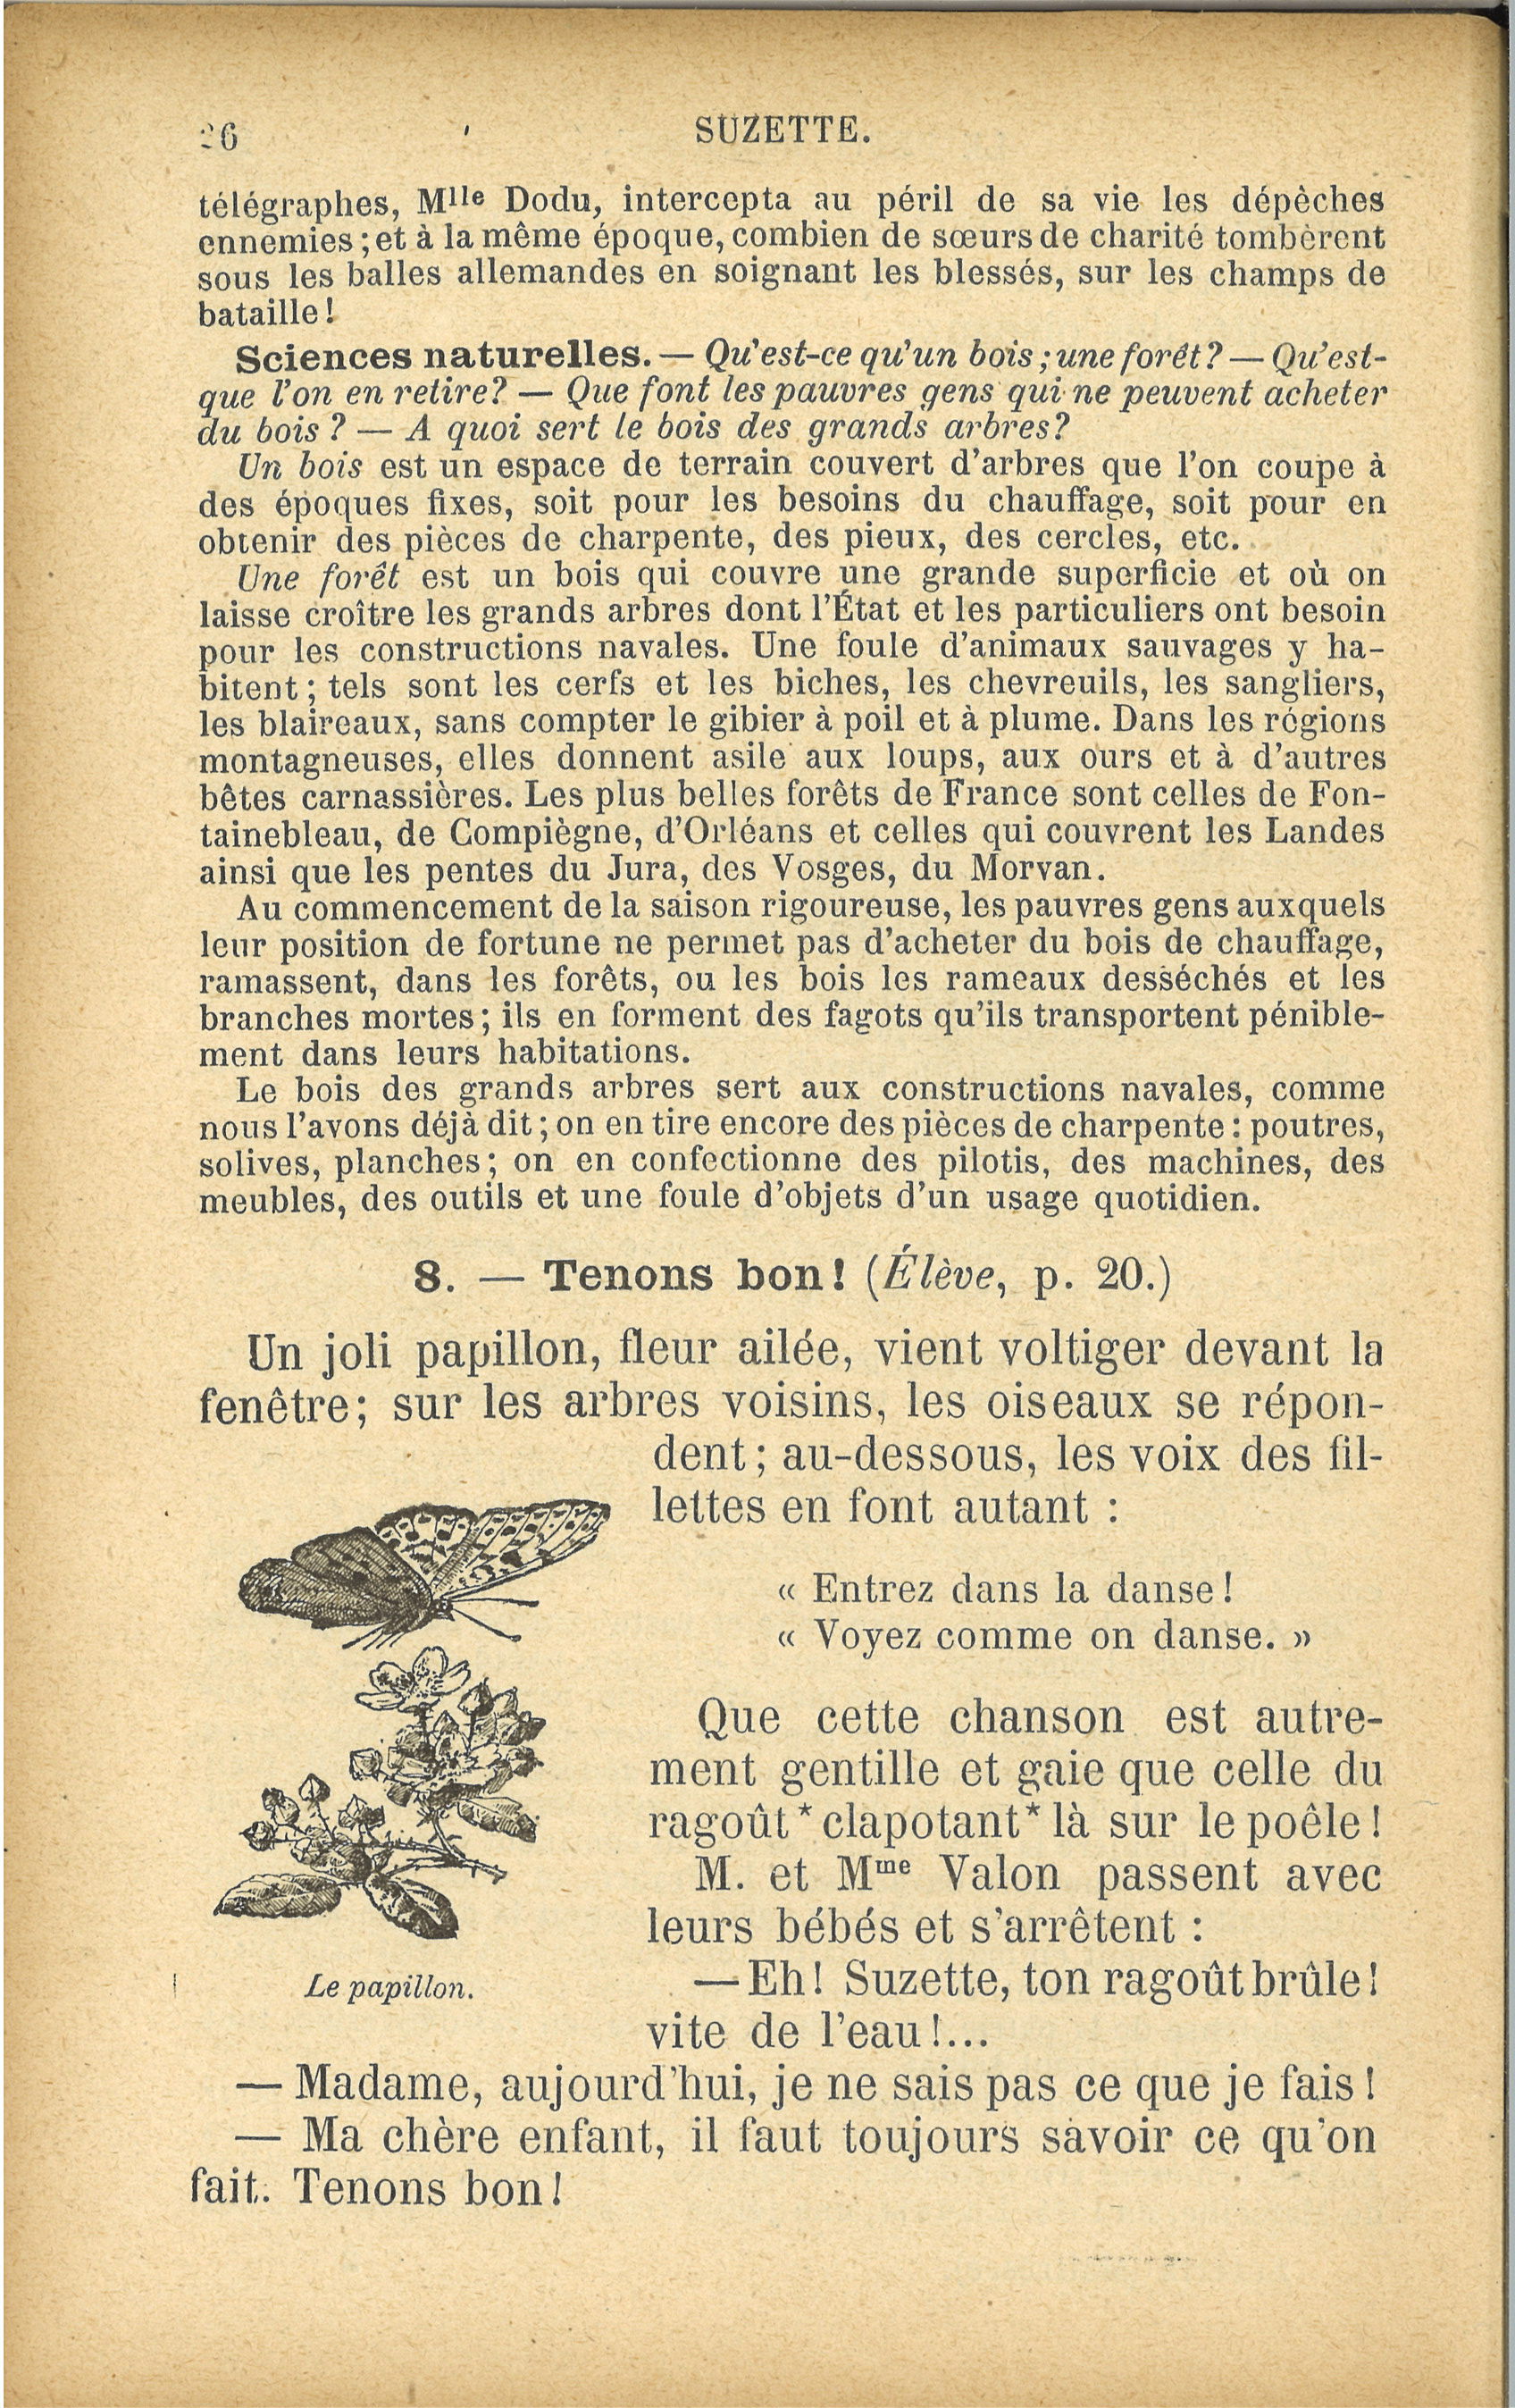 26
SUZETTE.
télégraphes, Mlle Dodu, intercepta au péril de sa vie les dépêches
ennemies ; et à la même époque, combien de sœurs de charité tombèrent
sous les balles allemandes en soignant les blessés, sur les champs de
bataille !
Sciences naturelles. — Qu'est-ce qu'un bois ; une forêt ? — Qu'est-
que l'on en retire ? — Que font les pauvres gens qui ne peuvent acheter
du bois ? — A quoi sert le bois des grands arbres ?
Un bois est un espace de terrain couvert d'arbres que l'on coupe à
des époques fixes, soit pour les besoins du chauffage, soit pour en
obtenir des pièces de charpente, des pieux, des cercles, etc.
Une forêt est un bois qui couvre une grande superficie et où on
laisse croître les grands arbres dont l'État et les particuliers ont besoin
pour les constructions navales. Une foule d'animaux sauvages y ha-
bitent ; tels sont les cerfs et les biches, les chevreuils, les sangliers,
les blaireaux, sans compter le gibier à poil et à plume. Dans les régions
montagneuses, elles donnent asile aux loups, aux ours et à d'autres
bêtes carnassières. Les plus belles forêts de France sont celles de Fon-
tainebleau, de Compiègne, d'Orléans et celles qui couvrent les Landes
ainsi que les pentes du Jura, des Vosges, du Morvan.
Au commencement de la saison rigoureuse, les pauvres gens auxquels
leur position de fortune ne permet pas d'acheter du bois de chauffage,
ramassent, dans les forêts, ou les bois les rameaux desséchés et les
branches mortes ; ils en forment des fagots qu'ils transportent pénible-
ment dans leurs habitations.
Le bois des grands arbres sert aux constructions navales, comme
nous l'avons déjà dit ; on en tire encore des pièces de charpente : poutres,
solives, planches ; on en confectionne des pilotis, des machines, des
meubles, des outils et une foule d'objets d'un usage quotidien.
8. — Tenons bon ! (Élève, p. 20.)
Un joli papillon, fleur ailée, vient voltiger devant la
fenêtre ; sur les arbres voisins, les oiseaux se répon-
dent ; au-dessous, les voix des fil-
lettes en font autant :
« Entrez dans la danse !
« Voyez comme on danse. »
Que cette chanson est autre-
ment gentille et gaie que celle du
ragoût* clapotant* là sur le poêle !
M. et Mme Valon passent avec
leurs bébés et s'arrêtent :
— Eh ! Suzette, ton ragoût brûle !
vite de l'eau !...
Le papillon.
— Madame, aujourd'hui, je ne sais pas ce que je fais !
— Ma chère enfant, il faut toujours savoir ce qu'on
fait. Tenons bon !